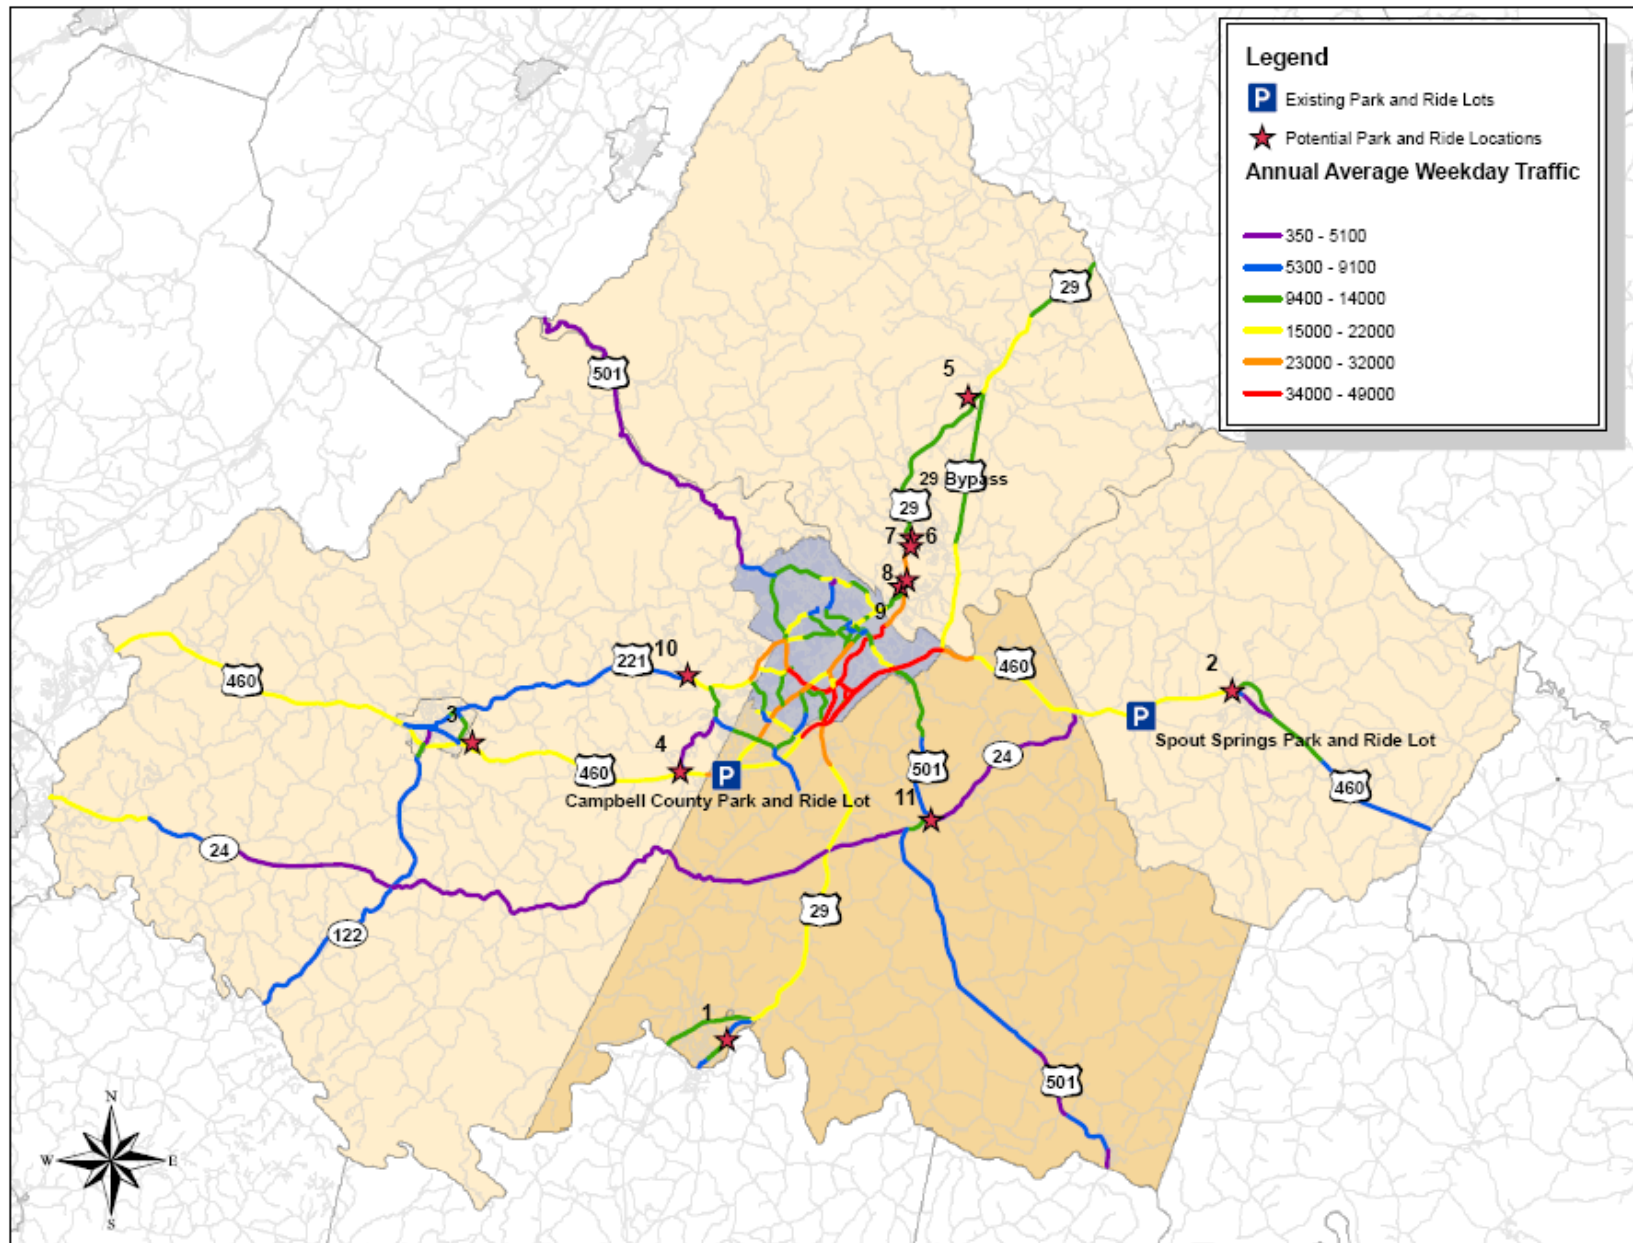 Legend
P Existing Park and Ride Lots
Potential Park and Ride Locations
Annual Average Weekday Traffic
350 - 5100
5300 - 9100
9400 - 14000
15000 - 22000
23000 - 32000
34000 - 49000
29
501
5
29 Bypass
29
7 6
8
9
221 10
460
2
460
3
4
460
P
Campbell County Park and Ride Lot
P
Spout Springs Park and Ride Lot
460
501
24
11
24
122
29
1
501
N
W E
S